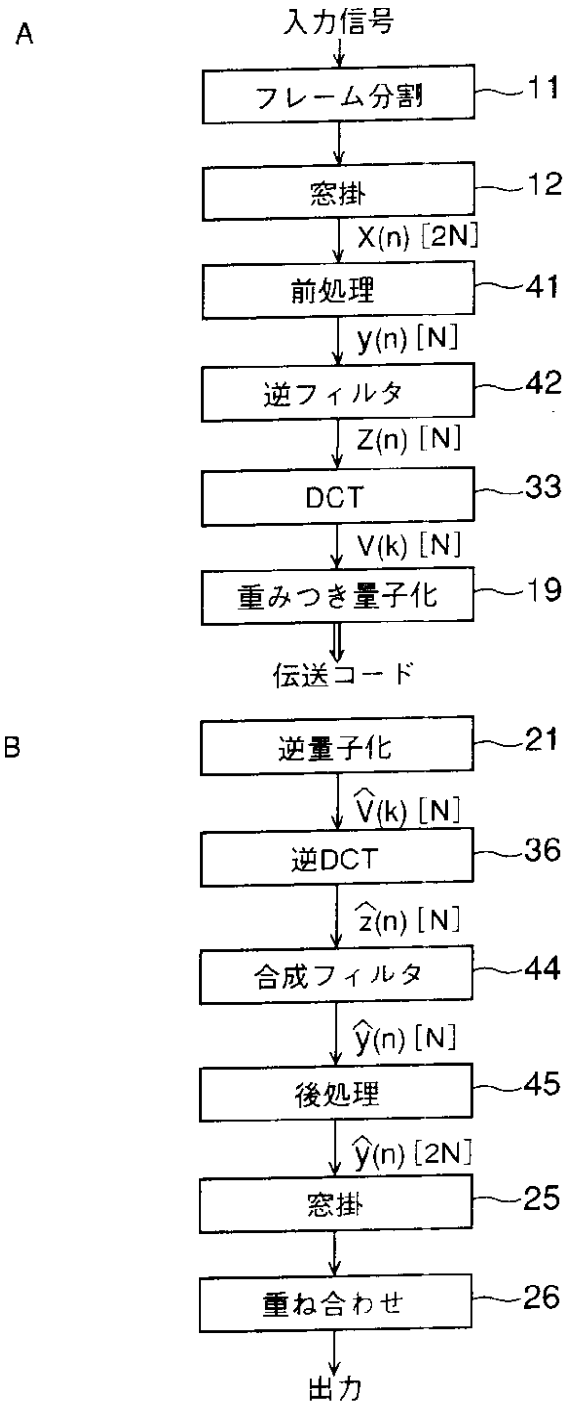 A
入力信号
フレーム分割 11
窓掛 12
X(n) [2N]
前処理 41
y(n) [N]
逆フィルタ 42
Z(n) [N]
DCT 33
V(k) [N]
重みつき量子化 19
伝送コード
B
逆量子化 21
V̂(k) [N]
逆DCT 36
ẑ(n) [N]
合成フィルタ 44
ŷ(n) [N]
後処理 45
ŷ(n) [2N]
窓掛 25
重ね合わせ 26
出力